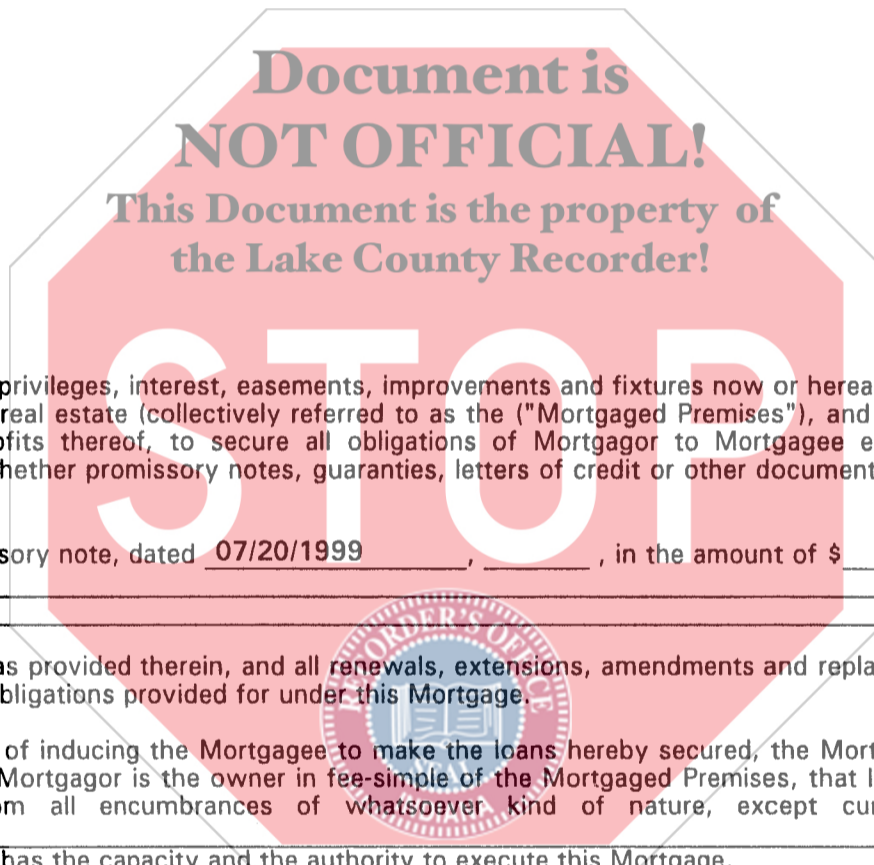 Document is
NOT OFFICIAL!
This Document is the property of
the Lake County Recorder!
STOP
privileges, interest, easements, improvements and fixtures now or herea
real estate (collectively referred to as the ("Mortgaged Premises"), and
ofits thereof, to secure all obligations of Mortgagor to Mortgagee e
hether promissory notes, guaranties, letters of credit or other document
sory note, dated 07/20/1999 , , in the amount of $
as provided therein, and all renewals, extensions, amendments and repla
bligations provided for under this Mortgage.
RECORDER'S OFFICE
of inducing the Mortgagee to make the loans hereby secured, the Mort
Mortgagor is the owner in fee-simple of the Mortgaged Premises, that
om all encumbrances of whatsoever kind of nature, except cur
SEAL
INDIANA
has the capacity and the authority to execute this Mortgage.